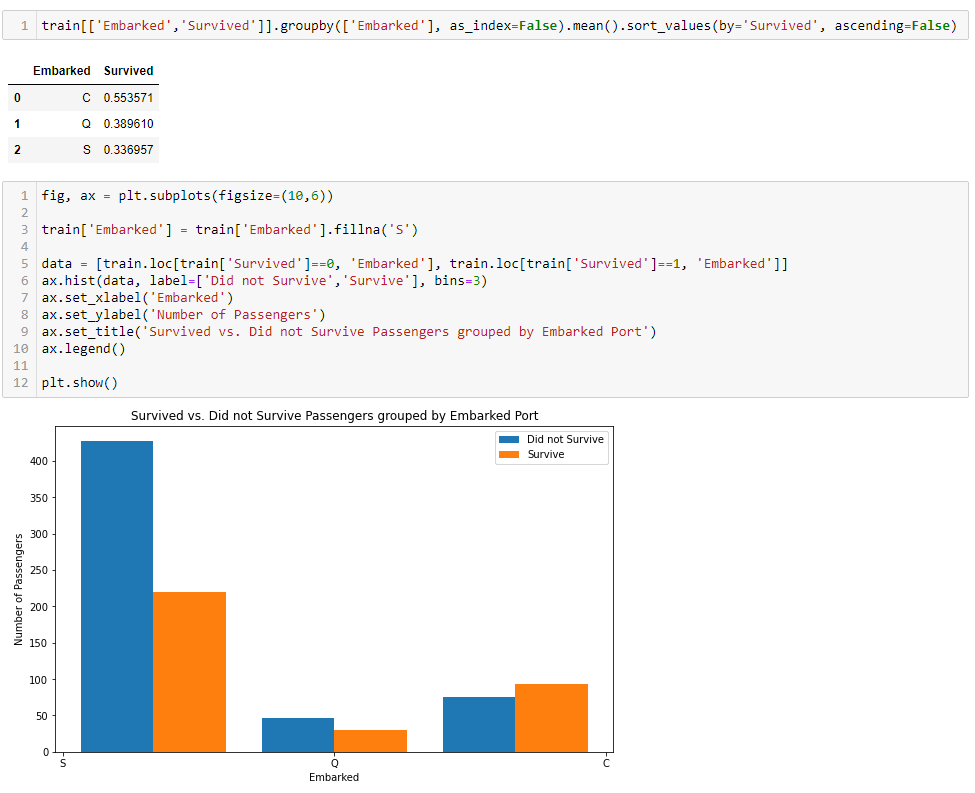 1 train[['Embarked','Survived']].groupby(['Embarked'], as_index=False).mean().sort_values(by='Survived', ascending=False)
Embarked Survived
0 C 0.553571
1 Q 0.389610
2 S 0.336957
1 fig, ax = plt.subplots(figsize=(10,6))
2
3 train['Embarked'] = train['Embarked'].fillna('S')
4
5 data = [train.loc[train['Survived']==0, 'Embarked'], train.loc[train['Survived']==1, 'Embarked']]
6 ax.hist(data, label=['Did not Survive','Survive'], bins=3)
7 ax.set_xlabel('Embarked')
8 ax.set_ylabel('Number of Passengers')
9 ax.set_title('Survived vs. Did not Survive Passengers grouped by Embarked Port')
10 ax.legend()
11
12 plt.show()
Survived vs. Did not Survive Passengers grouped by Embarked Port
Did not Survive
Survive
Number of Passengers
400
350
300
250
200
150
100
50
0
S Q C
Embarked